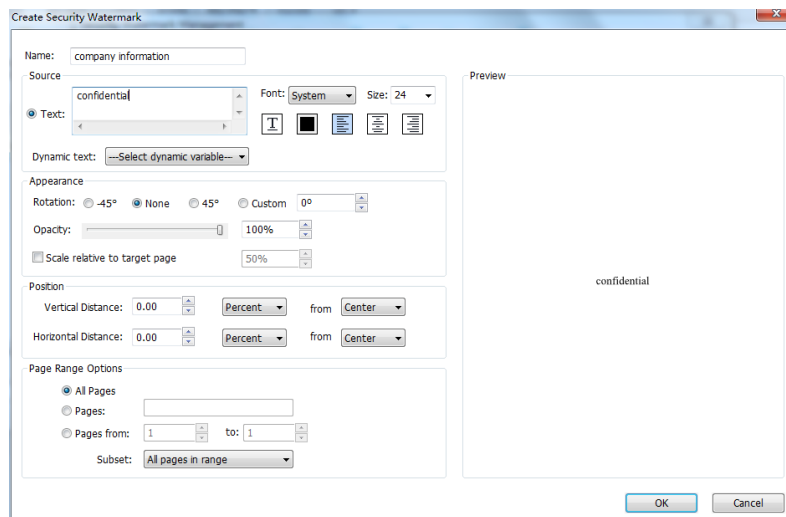 Create Security Watermark
Name: company information
Source
Text: confidential
Font: System Size: 24
T
Dynamic text: ---Select dynamic variable---
Appearance
Rotation: -45° None 45° Custom 0°
Opacity: 100%
Scale relative to target page 50%
Position
Vertical Distance: 0.00 Percent from Center
Horizontal Distance: 0.00 Percent from Center
Page Range Options
All Pages
Pages:
Pages from: 1 to: 1
Subset: All pages in range
Preview
confidential
OK Cancel